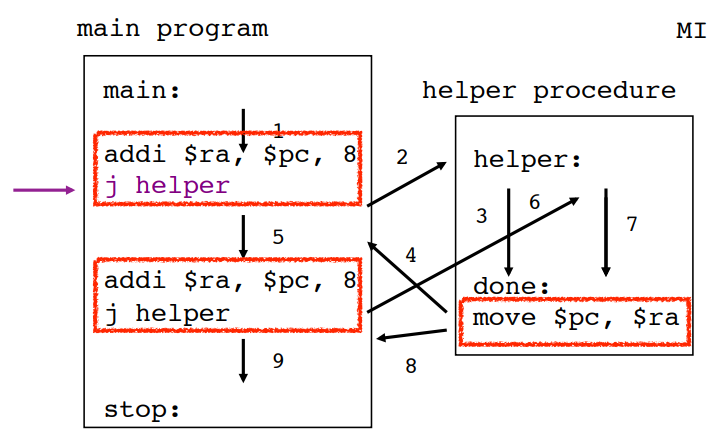 main program
MI
main:
helper procedure
1
addi $ra, $pc, 8
j helper
2
helper:
3
6
7
5
4
addi $ra, $pc, 8
j helper
done:
move $pc, $ra
9
8
stop: